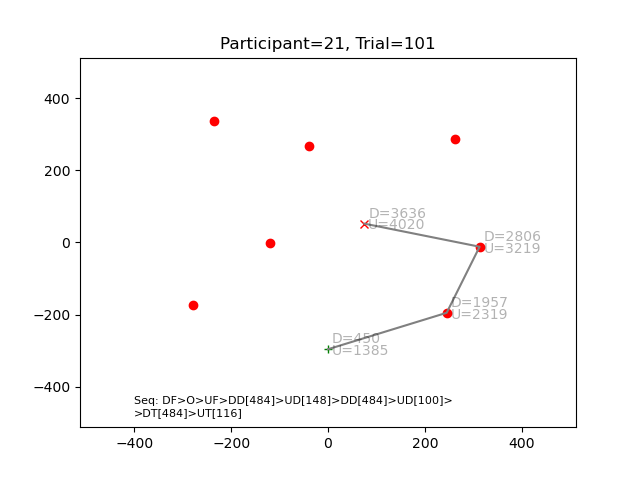 Participant=21, Trial=101
400
200
0
−200
−400
D=3636
U=4020
D=2806
U=3219
D=1957
U=2319
D=450
U=1385
Seq: DF>O>UF>DD[484]>UD[148]>DD[484]>UD[100]>
>DT[484]>UT[116]
−400 −200 0 200 400